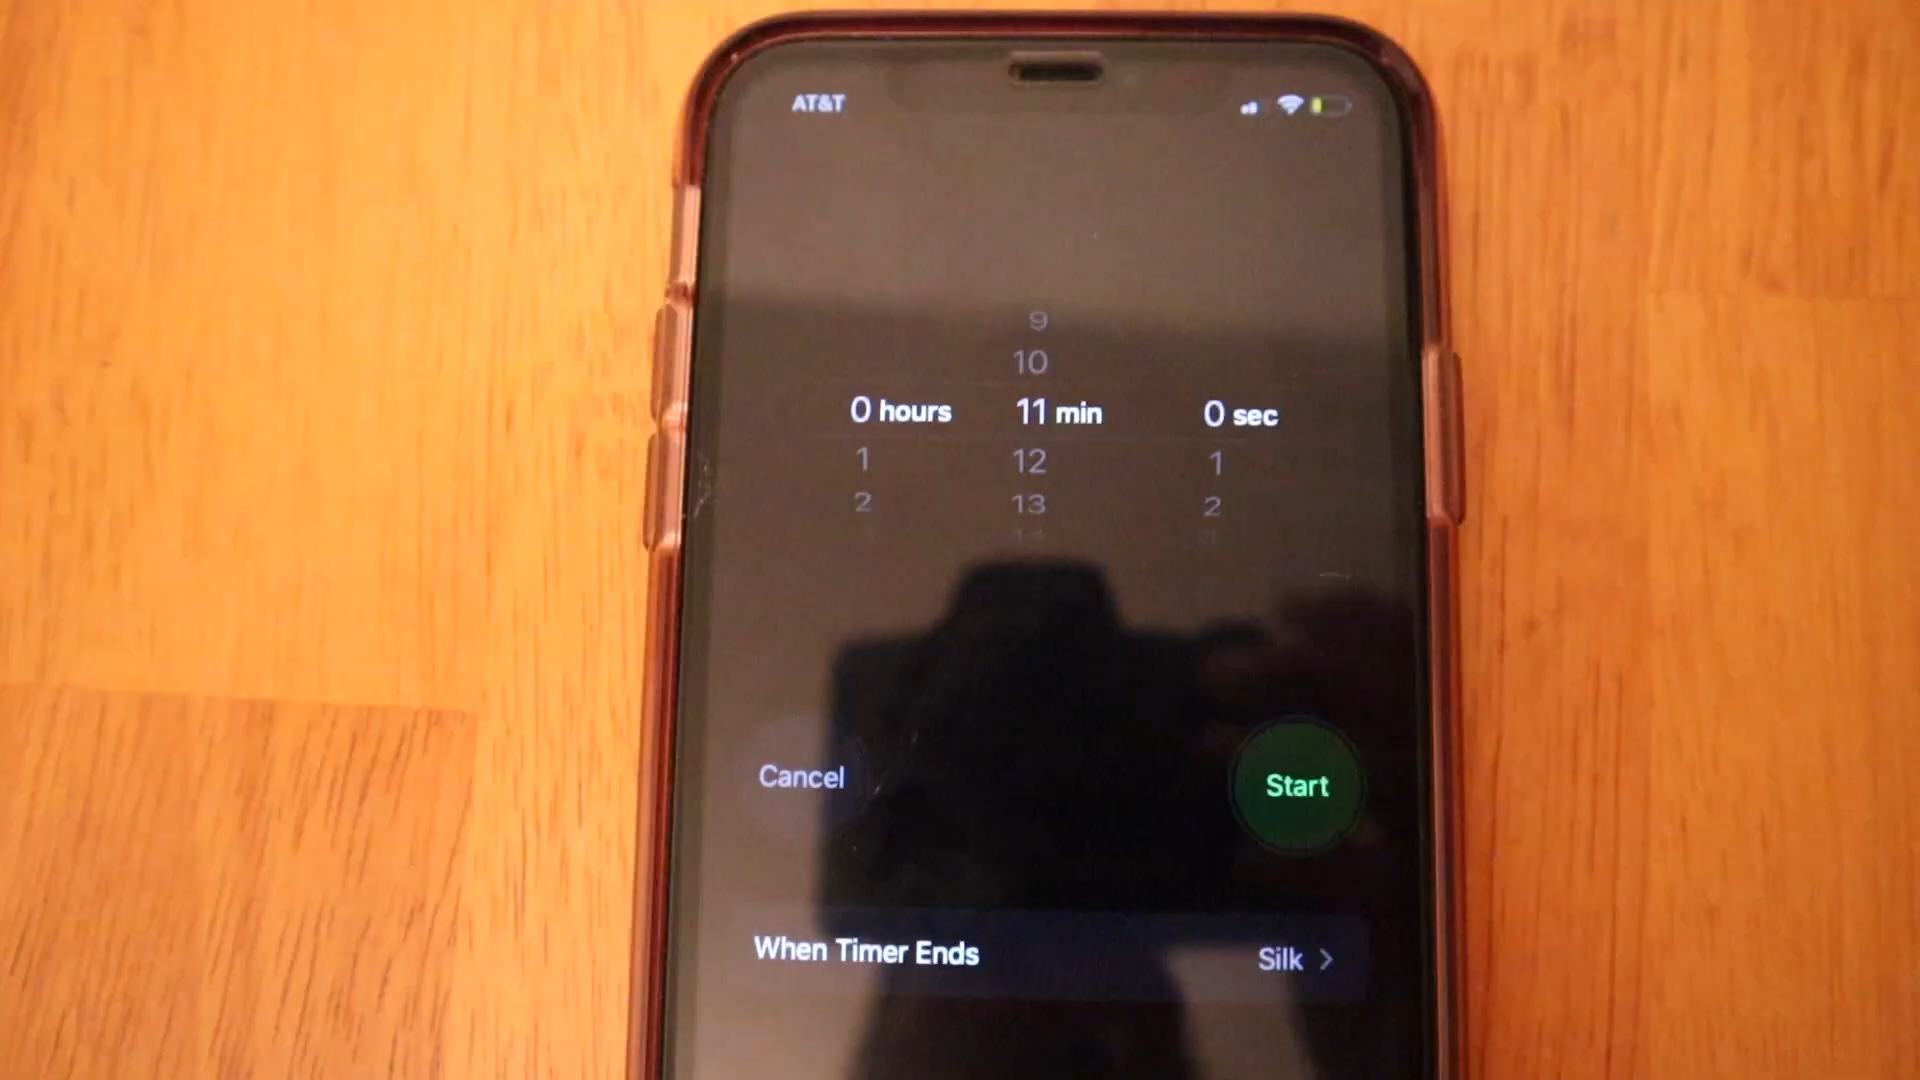 AT&T
9
10
0 hours 11 min 0 sec
1 12 1
2 13 2
Cancel Start
When Timer Ends Silk >